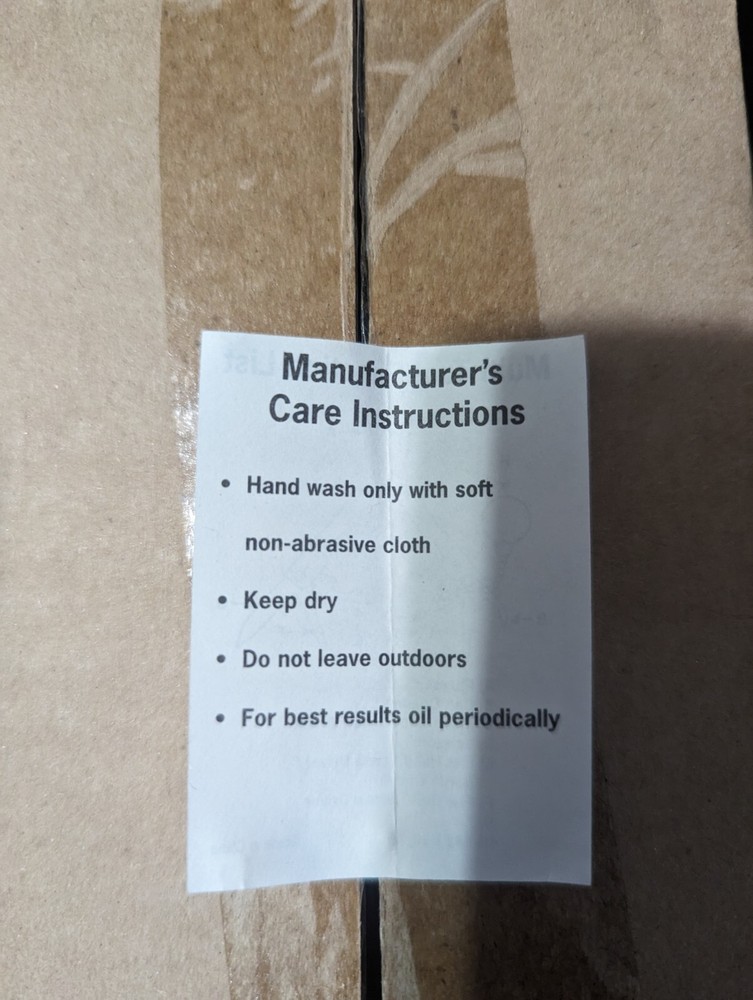 Manufacturer's
Care Instructions
• Hand wash only with soft
non-abrasive cloth
• Keep dry
• Do not leave outdoors
• For best results oil periodically